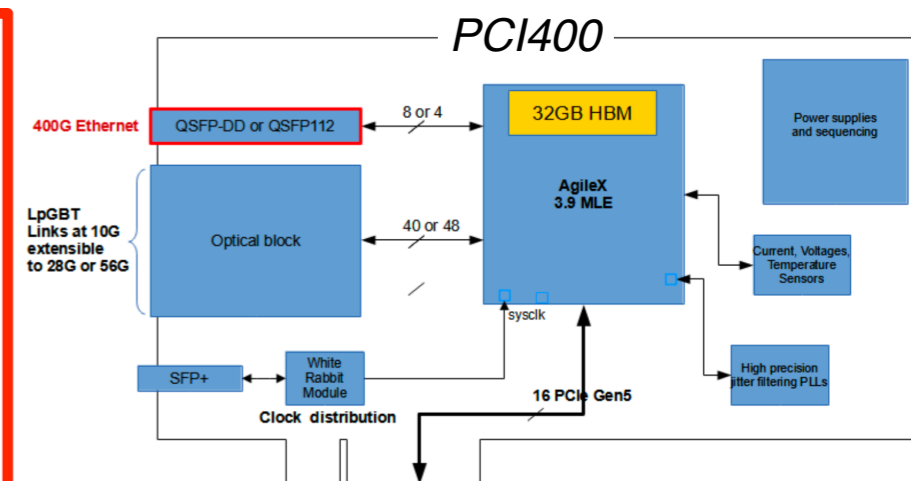 PCI400
400G Ethernet
QSFP-DD or QSFP112
8 or 4
32GB HBM
Power supplies
and sequencing
AgileX
3.9 MLE
LpGBT
Links at 10G
extensible
to 28G or 56G
Optical block
40 or 48
Current, Voltages,
Temperature
Sensors
sysclk
SFP+
White
Rabbit
Module
Clock distribution
16 PCIe Gen5
High precision
jitter filtering PLLs